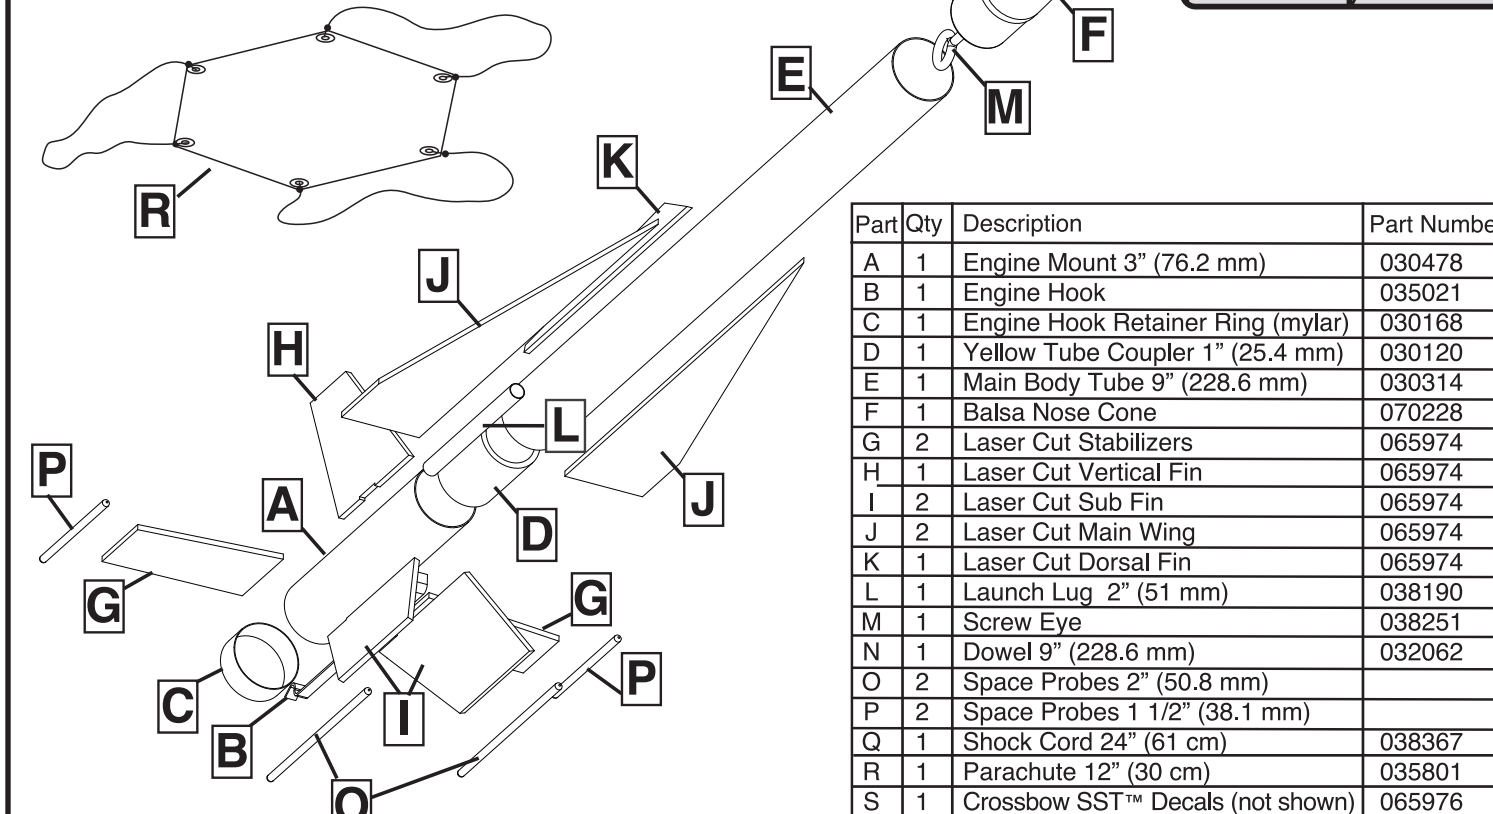 F
E
M
K
R
J
H
L
P
J
A
D
G
G
P
C
I
B
O
Part Qty Description Part Numbe
A 1 Engine Mount 3” (76.2 mm) 030478
B 1 Engine Hook 035021
C 1 Engine Hook Retainer Ring (mylar) 030168
D 1 Yellow Tube Coupler 1” (25.4 mm) 030120
E 1 Main Body Tube 9” (228.6 mm) 030314
F 1 Balsa Nose Cone 070228
G 2 Laser Cut Stabilizers 065974
H 1 Laser Cut Vertical Fin 065974
I 2 Laser Cut Sub Fin 065974
J 2 Laser Cut Main Wing 065974
K 1 Laser Cut Dorsal Fin 065974
L 1 Launch Lug 2” (51 mm) 038190
M 1 Screw Eye 038251
N 1 Dowel 9” (228.6 mm) 032062
O 2 Space Probes 2” (50.8 mm)
P 2 Space Probes 1 1/2” (38.1 mm)
Q 1 Shock Cord 24” (61 cm) 038367
R 1 Parachute 12” (30 cm) 035801
S 1 Crossbow SST™ Decals (not shown) 065976